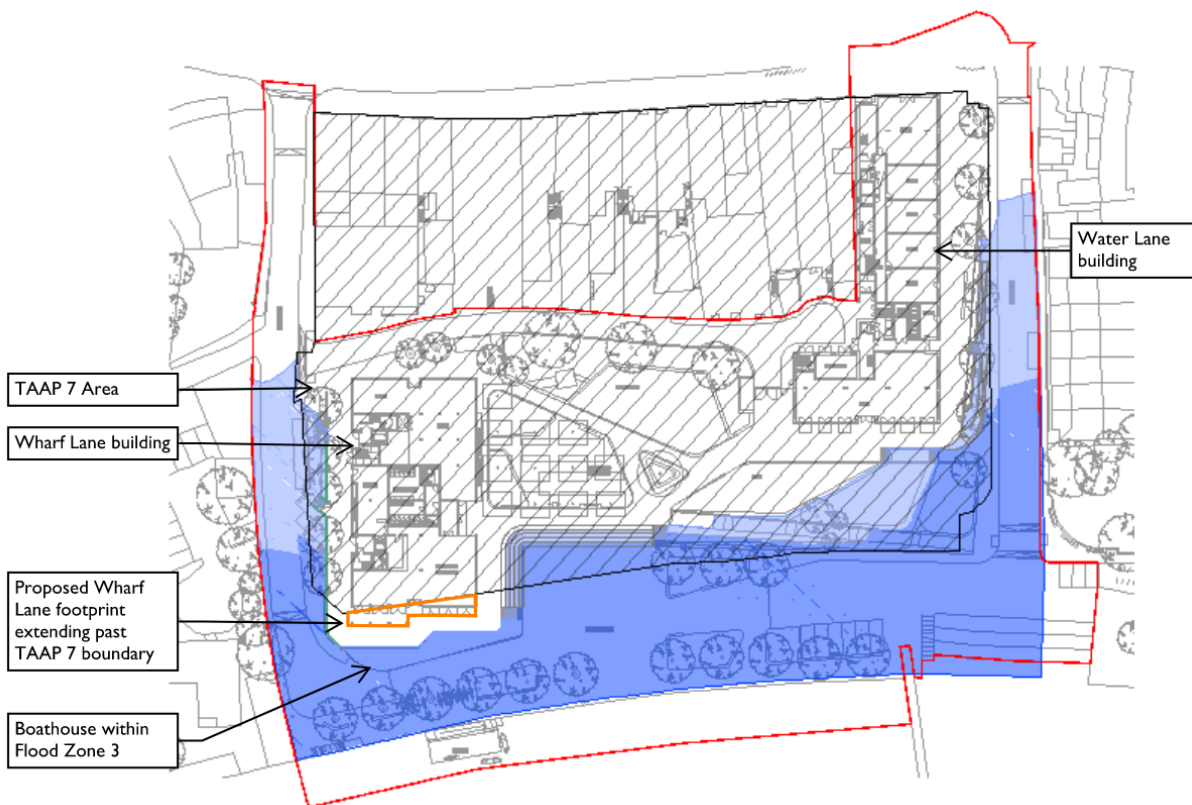 Water Lane
building
TAAP 7 Area
Wharf Lane building
Proposed Wharf
Lane footprint
extending past
TAAP 7 boundary
Boathouse within
Flood Zone 3